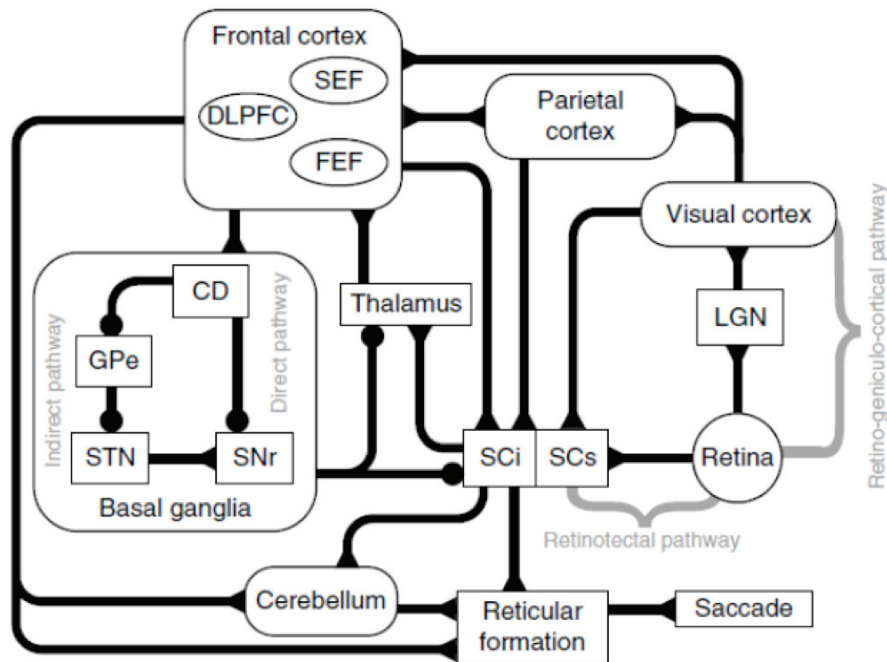 Frontal cortex
SEF
DLPFC
FEF
Parietal
cortex
Visual cortex
Retino-geniculo-cortical pathway
CD
Direct pathway
Indirect pathway
GPe
Thalamus
LGN
STN
SNr
SCi
SCs
Retina
Basal ganglia
Retinotectal pathway
Cerebellum
Reticular
formation
Saccade